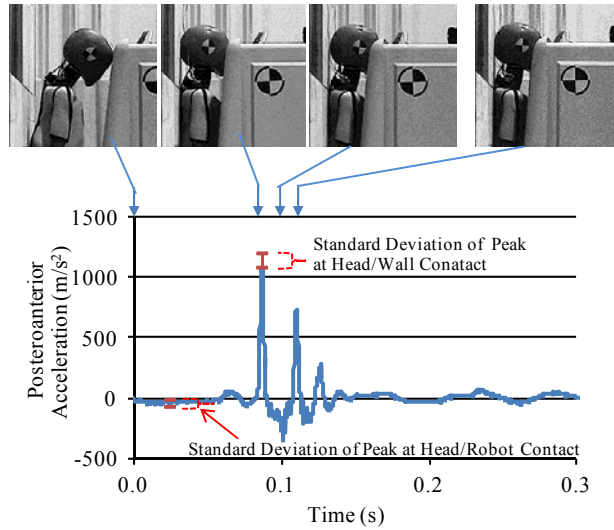 1500
1000
500
0
-500
Posteroanterior
Acceleration (m/s²)
Standard Deviation of Peak
at Head/Wall Conatact
Standard Deviation of Peak at Head/Robot Contact
0.0
0.1
0.2
0.3
Time (s)